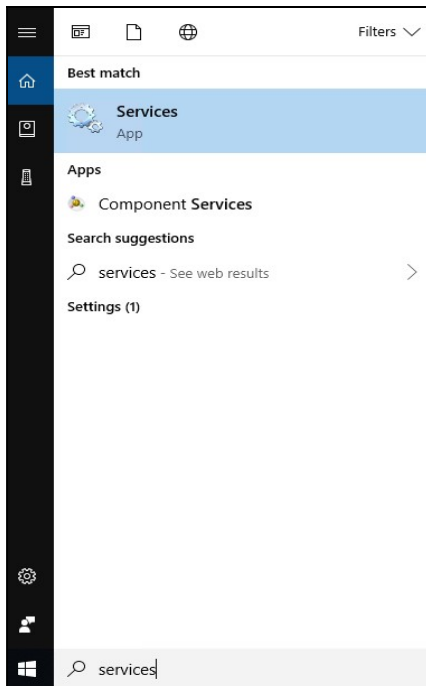 Filters
Best match
Services
App
Apps
Component Services
Search suggestions
services - See web results
Settings (1)
services